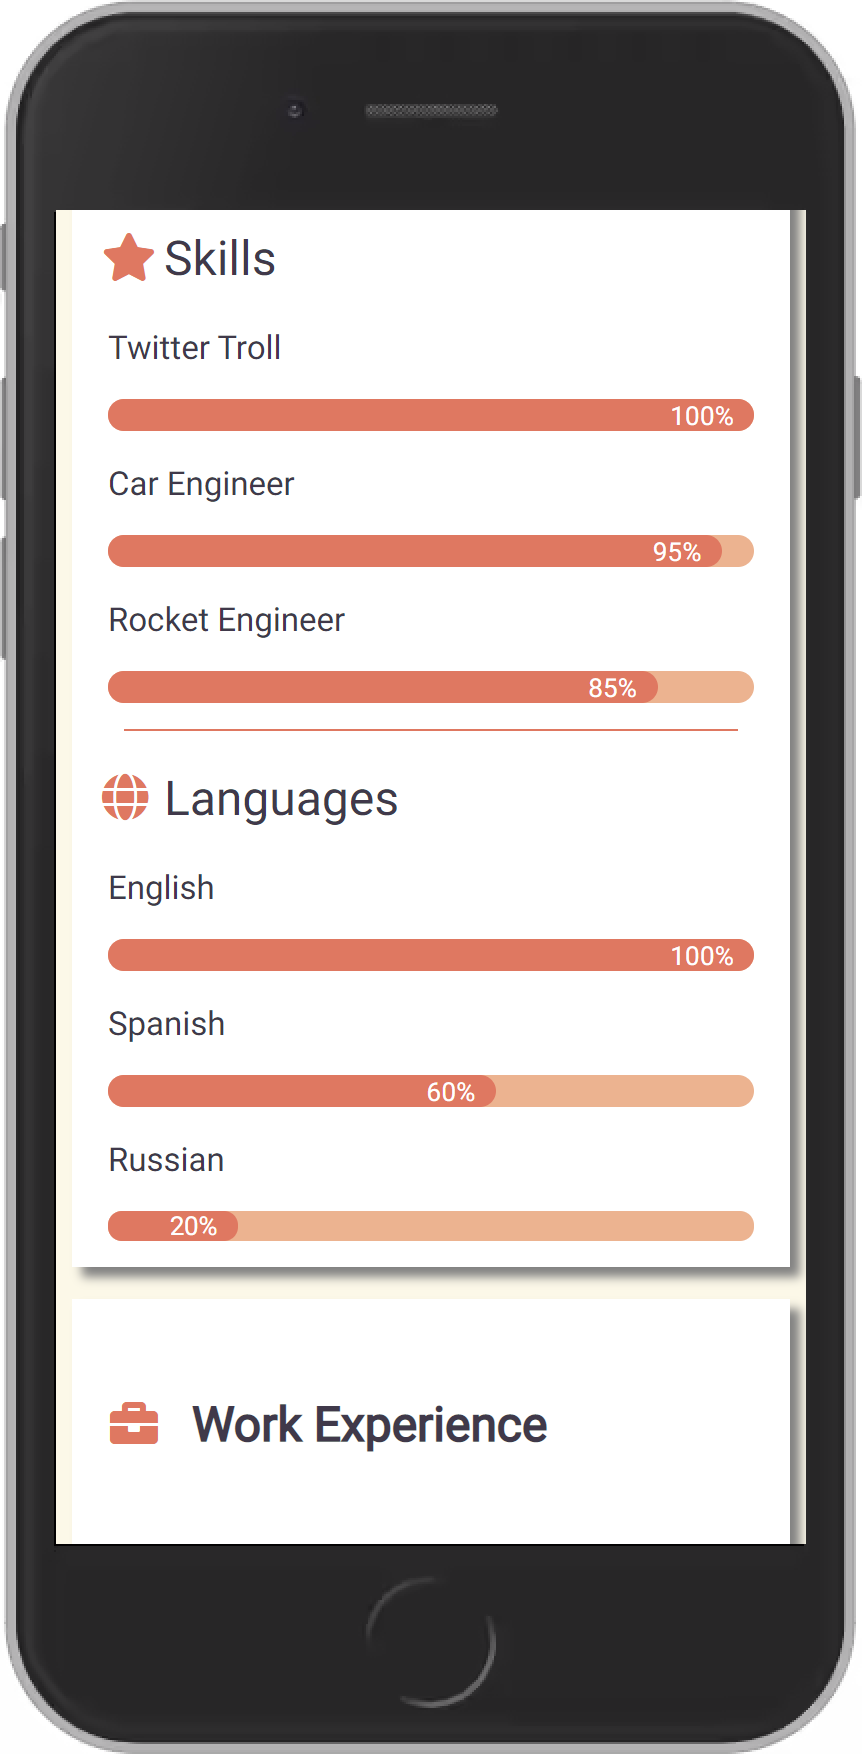 Skills
Twitter Troll
100%
Car Engineer
95%
Rocket Engineer
85%
Languages
English
100%
Spanish
60%
Russian
20%
Work Experience